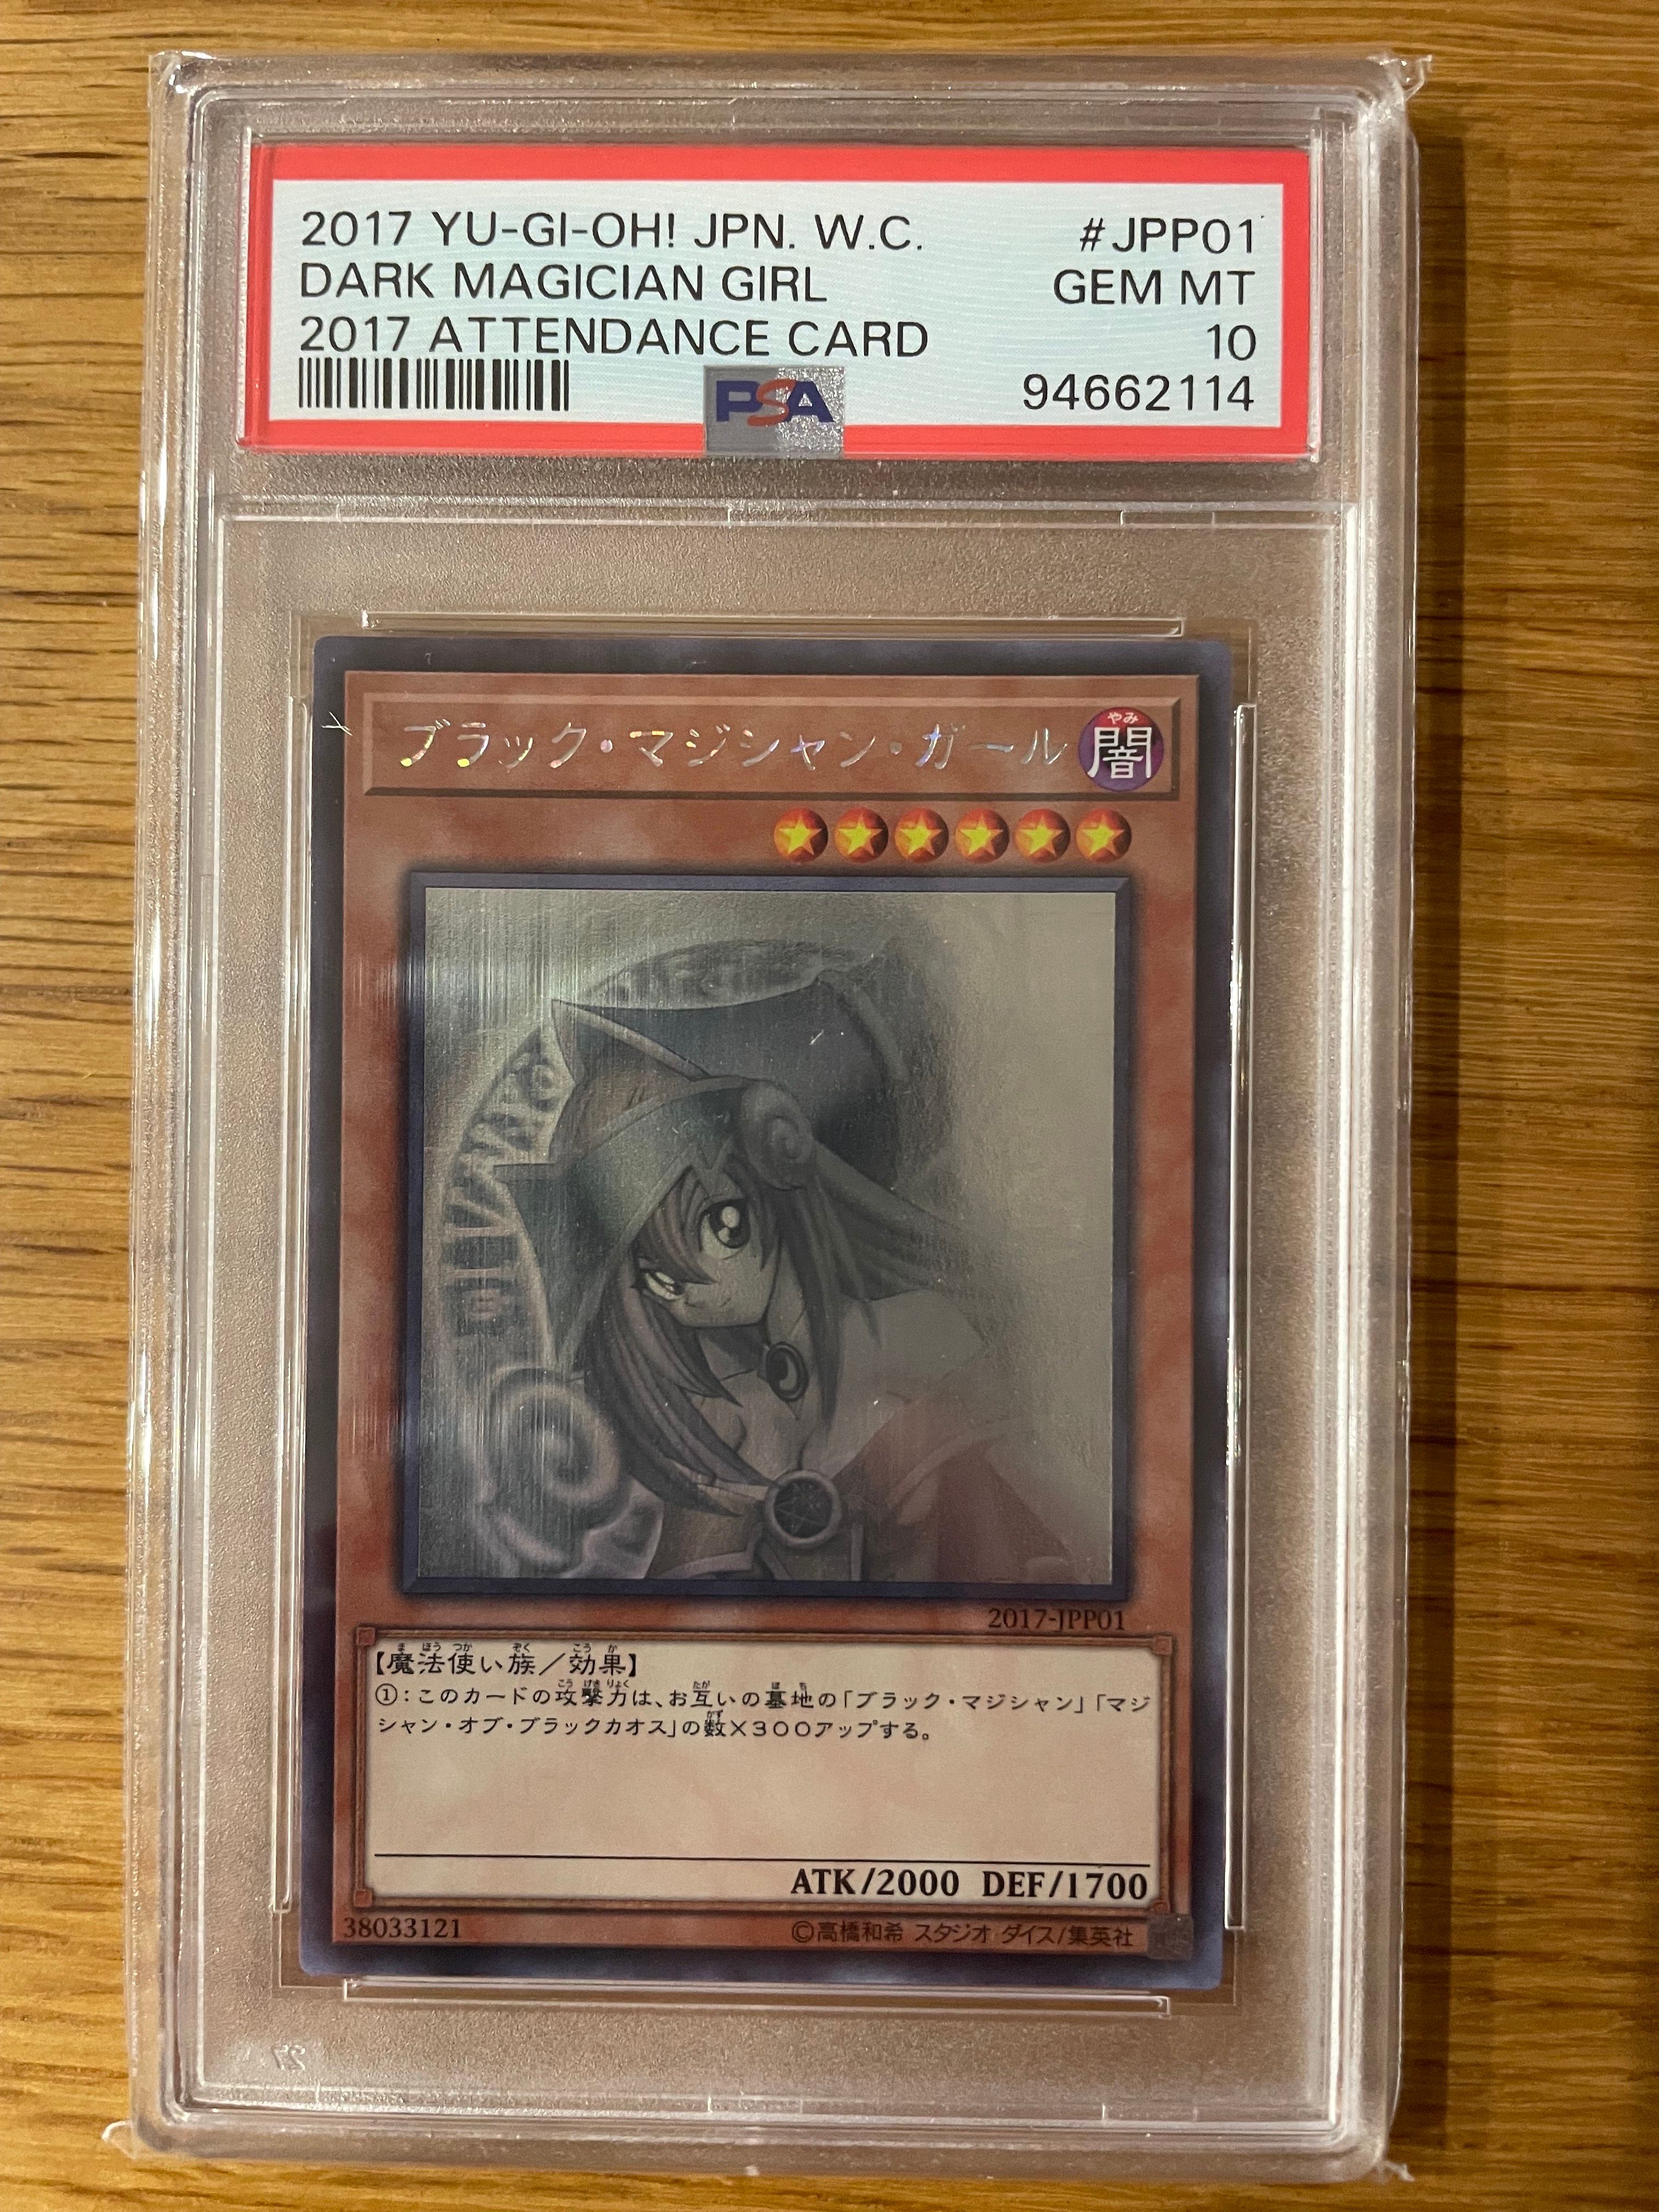 2017 YU-GI-OH! JPN. W.C. #JPP01
DARK MAGICIAN GIRL GEM MT
2017 ATTENDANCE CARD 10
PSA 94662114
ブラック・マジシャン・ガール 闇
やみ
2017-JPP01
【魔法使い族/効果】
①:このカードの攻撃力は、お互いの墓地の「ブラック・マジシャン」「マジ
シャン・オブ・ブラックカオス」の数×300アップする。
ATK/2000 DEF/1700
38033121 ©高橋和希 スタジオ・ダイス/集英社